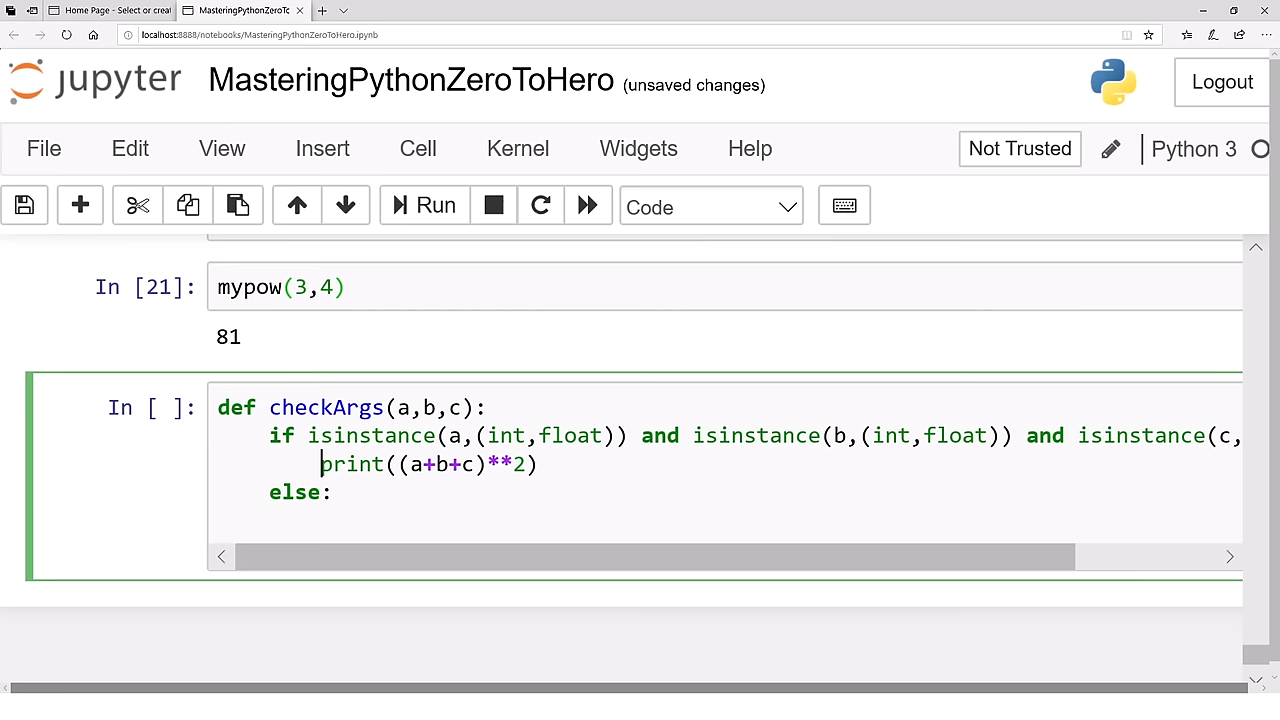 Home Page - Select or creat
MasteringPythonZeroTo
localhost:8888/notebooks/MasteringPythonZeroToHero.ipynb
jupyter MasteringPythonZeroToHero (unsaved changes) Logout
File Edit View Insert Cell Kernel Widgets Help Not Trusted Python 3
Run Code
In [21]: mypow(3,4)
81
In [ ]: def checkArgs(a,b,c):
if isinstance(a,(int,float)) and isinstance(b,(int,float)) and isinstance(c,
print((a+b+c)**2)
else: